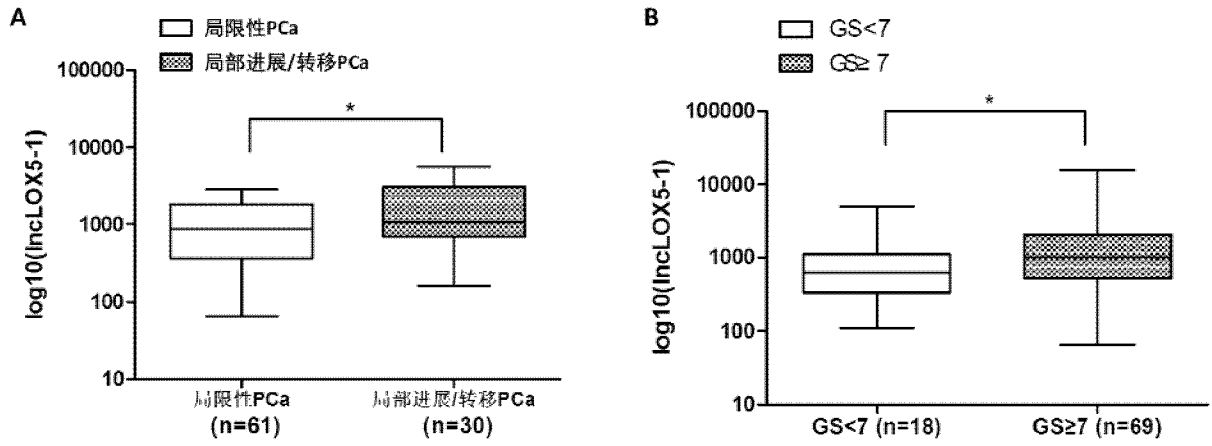 A
局限性PCa
局部进展/转移PCa
log10(lncLOX5-1)
100000
10000
1000
100
10
*
局限性PCa
(n=61)
局部进展/转移PCa
(n=30)
B
GS<7
GS≥ 7
log10(lncLOX5-1)
100000
10000
1000
100
10
*
GS<7 (n=18)
GS≥7 (n=69)